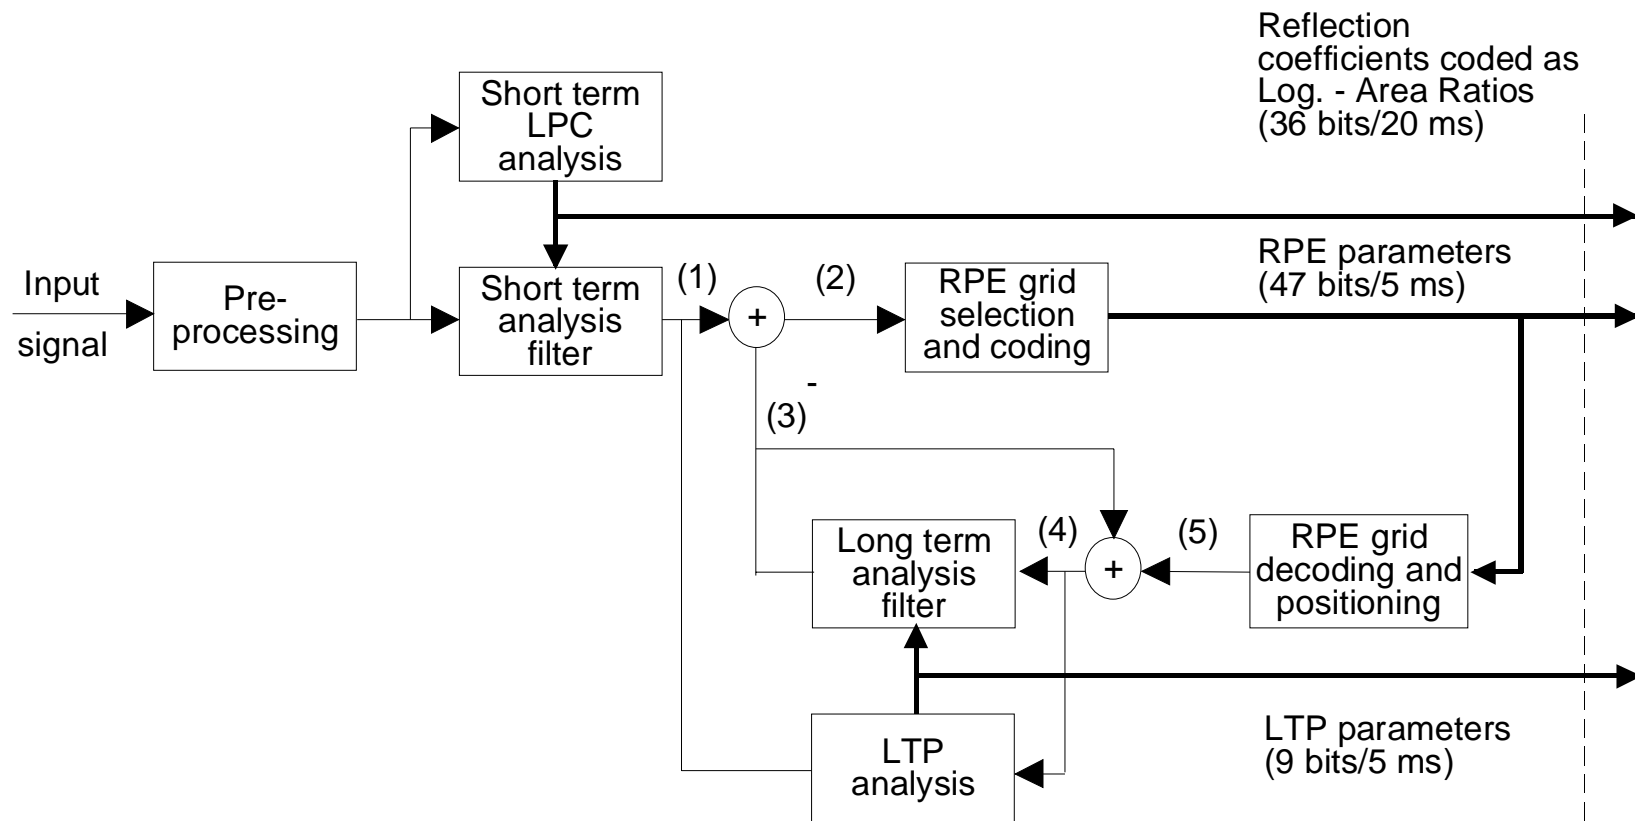 Reflection
coefficients coded as
Log. - Area Ratios
(36 bits/20 ms)
Short term
LPC
analysis
RPE parameters
(47 bits/5 ms)
Input
signal
Pre-
processing
Short term
analysis
filter
(1)
+
(2)
RPE grid
selection
and coding
-
(3)
Long term
analysis
filter
(4)
+
(5)
RPE grid
decoding and
positioning
LTP
analysis
LTP parameters
(9 bits/5 ms)